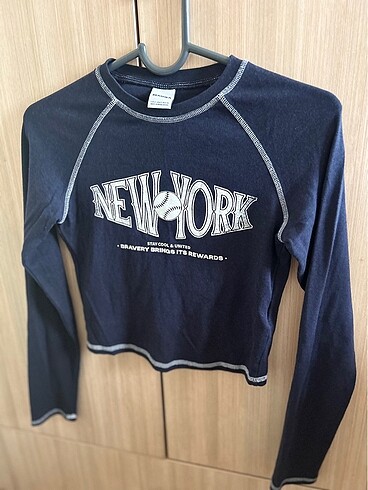 NEW YORK
STAY COOL & UNITED
· BRAVERY BRINGS ITS REWARDS ·